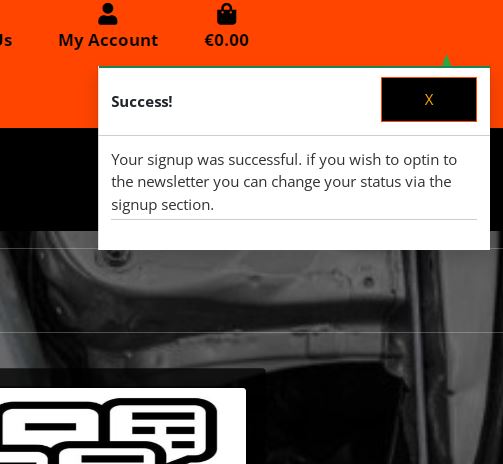 Us
My Account
€0.00
Success!
X
Your signup was successful. if you wish to optin to
the newsletter you can change your status via the
signup section.